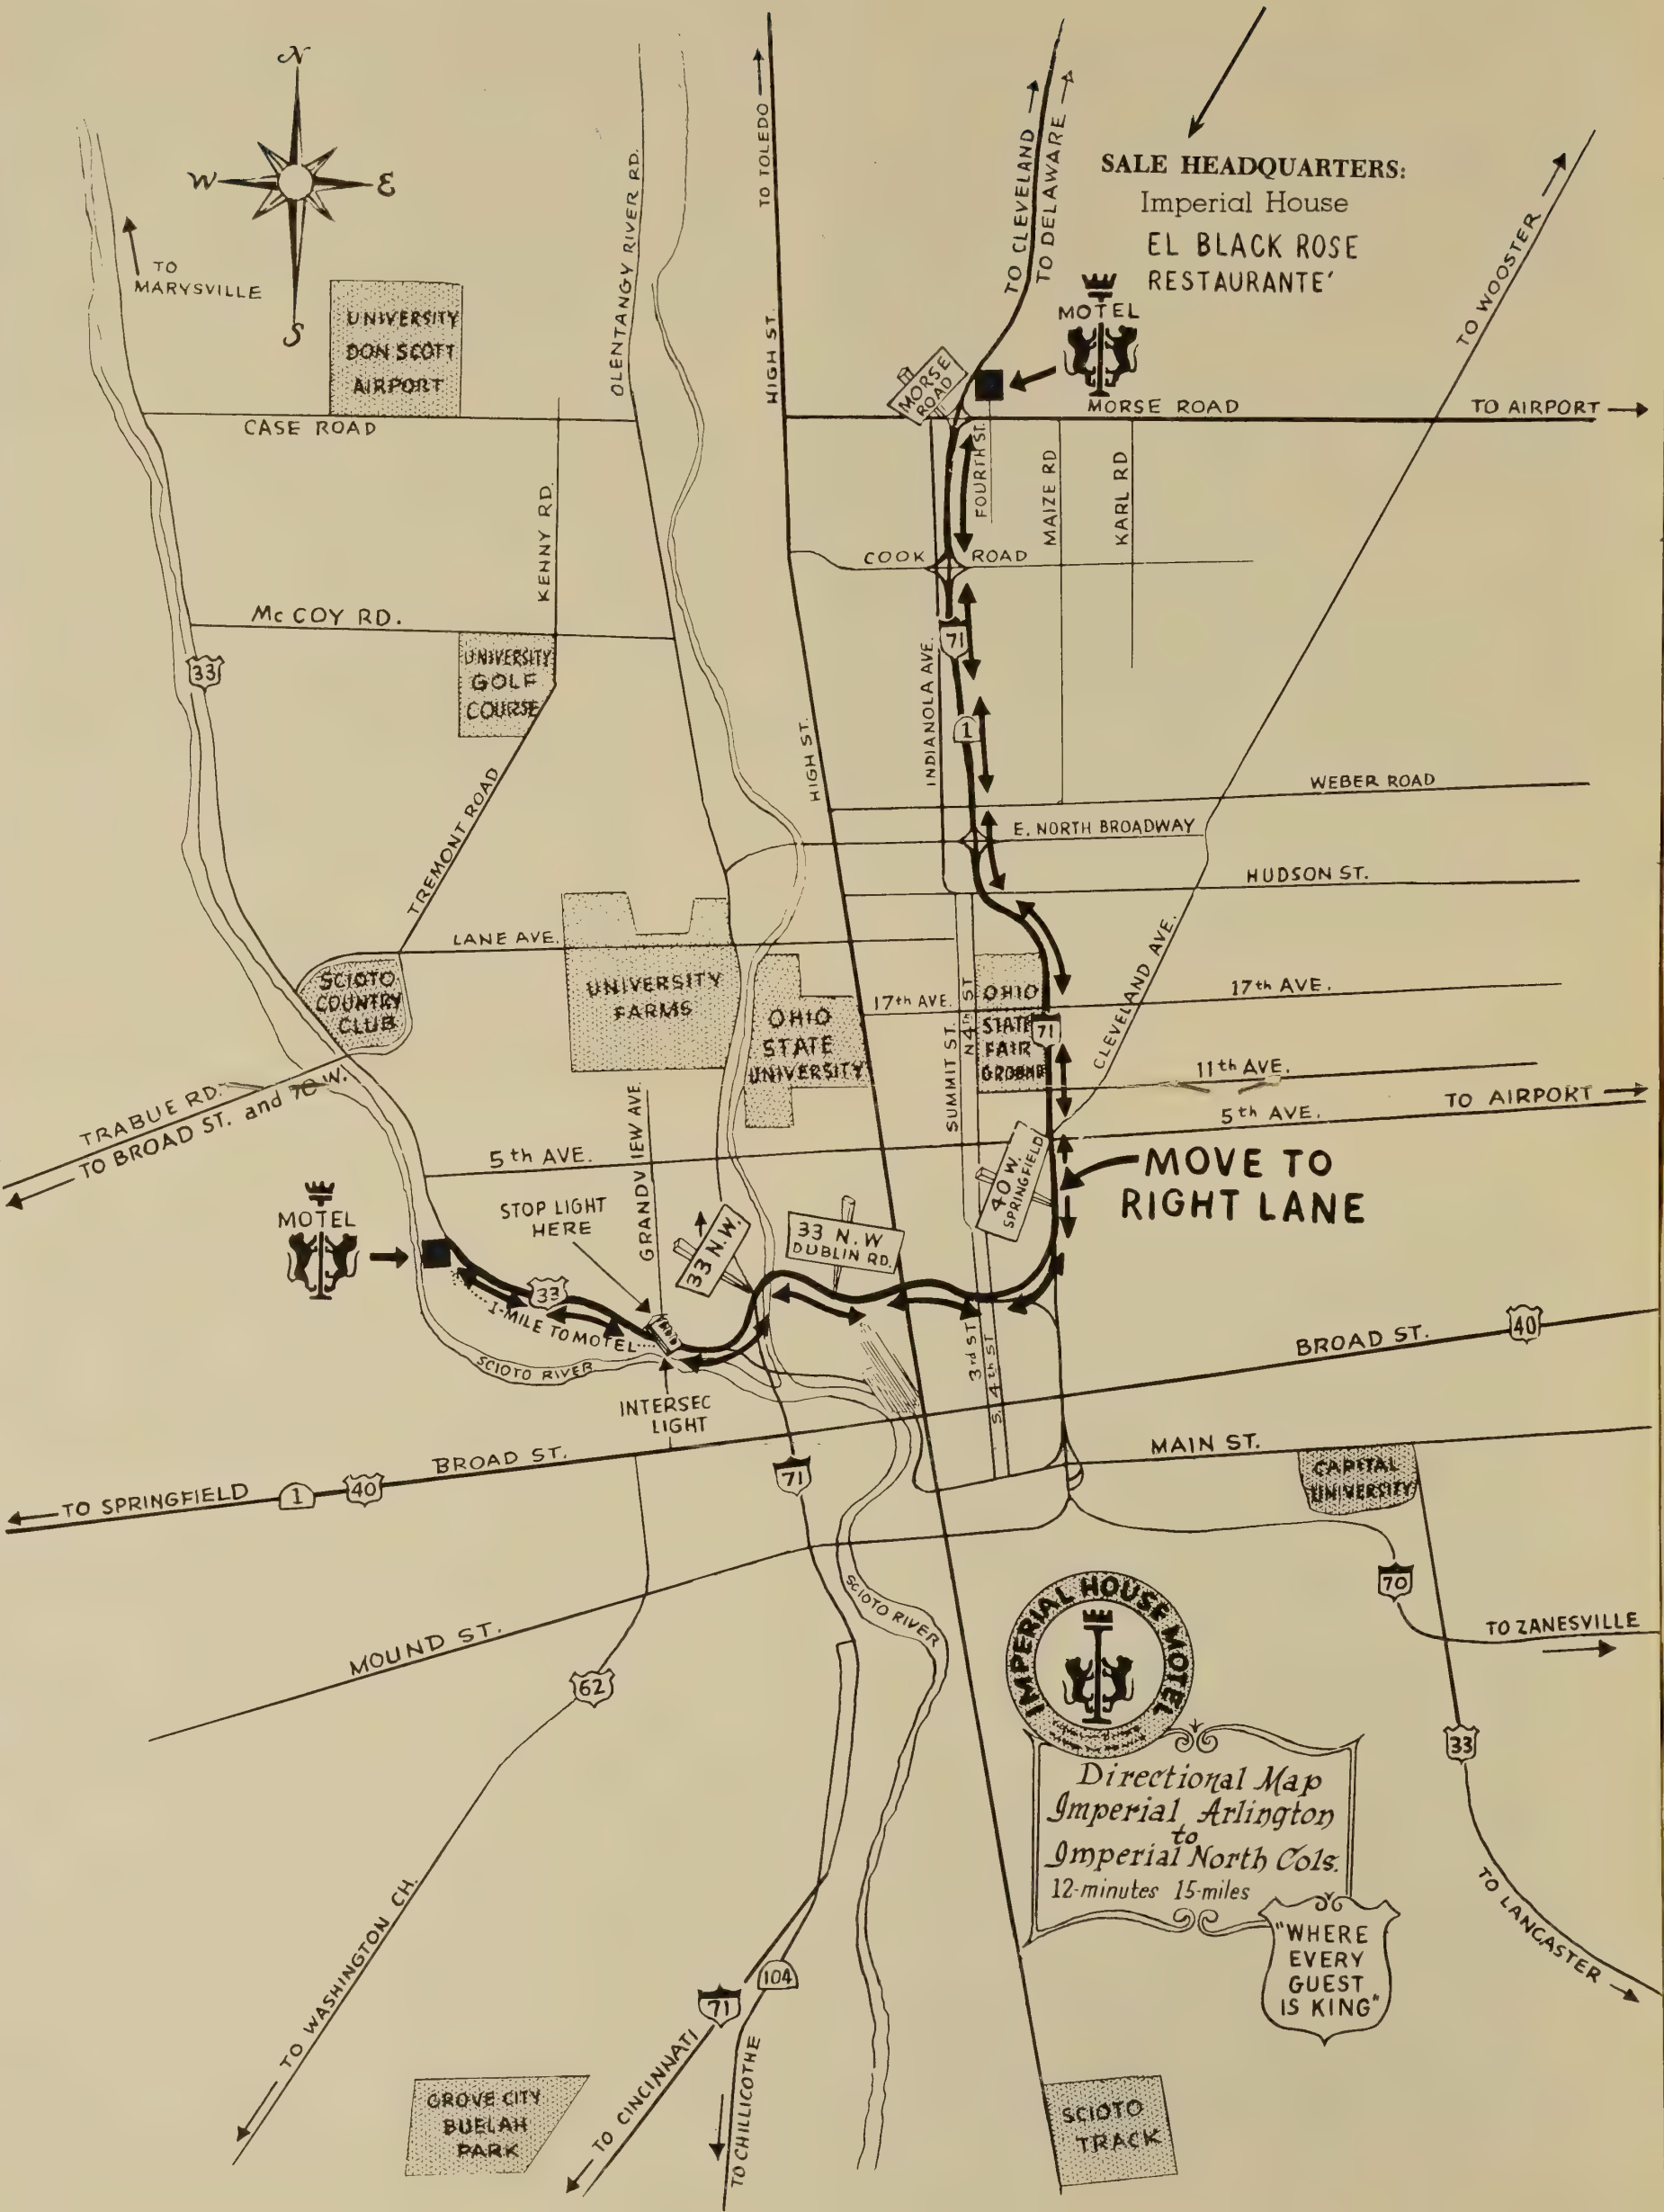 N
W
E
S
TO
MARYSVILLE
UNIVERSITY
DON SCOTT
AIRPORT
CASE ROAD
OLENTANGY RIVER RD.
TO TOLEDO
HIGH ST.
TO CLEVELAND
TO DELAWARE
SALE HEADQUARTERS:
Imperial House
EL BLACK ROSE
RESTAURANTE'
MOTEL
TO WOOSTER
MORSE
ROAD
MORSE ROAD
TO AIRPORT
FOURTH ST.
MAIZE RD
KARL RD
COOK ROAD
KENNY RD.
Mc COY RD.
33
UNIVERSITY
GOLF
COURSE
71
INDIANOLA AVE.
1
HIGH ST.
WEBER ROAD
E. NORTH BROADWAY
HUDSON ST.
TREMONT ROAD
LANE AVE.
SCIOTO
COUNTRY
CLUB
UNIVERSITY
FARMS
OHIO
STATE
UNIVERSITY
17th AVE.
SUMMIT ST.
N 4th ST
OHIO
STATE
FAIR
GROUND
71
17th AVE.
CLEVELAND AVE.
11th AVE.
5th AVE.
TO AIRPORT
TRABUE RD.
TO BROAD ST. and 70 W.
5th AVE.
GRANDVIEW AVE.
40 W.
SPRINGFIELD
MOVE TO
RIGHT LANE
MOTEL
STOP LIGHT
HERE
33 N.W.
33 N.W
DUBLIN RD.
33
1-MILE TO MOTEL
SCIOTO RIVER
INTERSEC
LIGHT
3rd ST.
S. 4th ST.
BROAD ST.
40
MAIN ST.
CAPITAL
UNIVERSITY
BROAD ST.
TO SPRINGFIELD
1
40
71
70
TO ZANESVILLE
SCIOTO RIVER
MOUND ST.
62
IMPERIAL HOUSE MOTEL
33
Directional Map
Imperial Arlington
to
Imperial North Cols.
12-minutes 15-miles
"WHERE
EVERY
GUEST
IS KING"
TO LANCASTER
TO WASHINGTON CH.
104
71
TO CINCINNATI
TO CHILLICOTHE
GROVE CITY
BUELAH
PARK
SCIOTO
TRACK